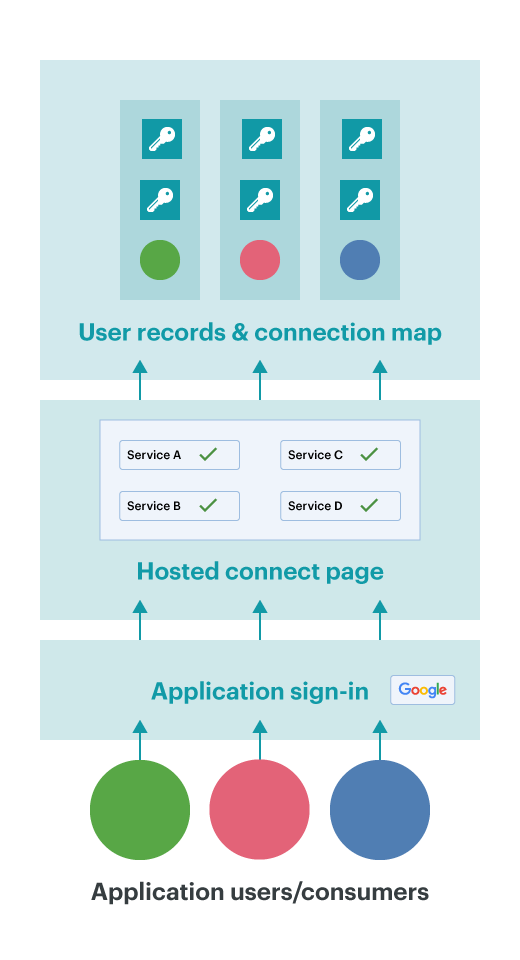 User records & connection map
Service A
Service C
Service B
Service D
Hosted connect page
Application sign-in
Google
Application users/consumers